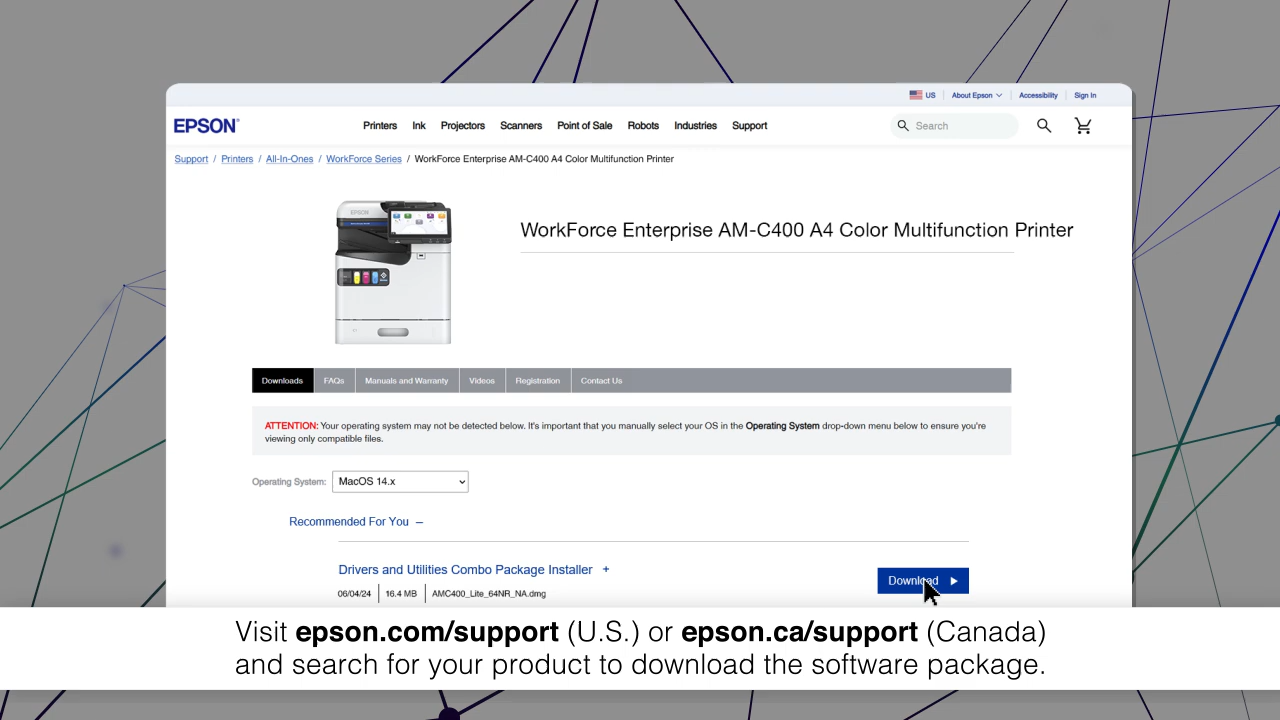 US About Epson Accessibility Sign In
EPSON
Printers Ink Projectors Scanners Point of Sale Robots Industries Support
Search
Support / Printers / All-In-Ones / WorkForce Series / WorkForce Enterprise AM-C400 A4 Color Multifunction Printer
EPSON
WorkForce Enterprise AM-C400 A4 Color Multifunction Printer
Downloads FAQs Manuals and Warranty Videos Registration Contact Us
ATTENTION: Your operating system may not be detected below. It's important that you manually select your OS in the Operating System drop-down menu below to ensure you're
viewing only compatible files.
Operating System: MacOS 14.x
Recommended For You –
Drivers and Utilities Combo Package Installer +
Download
06/04/24 | 16.4 MB | AMC400_Lite_64NR_NA.dmg
Visit epson.com/support (U.S.) or epson.ca/support (Canada)
and search for your product to download the software package.